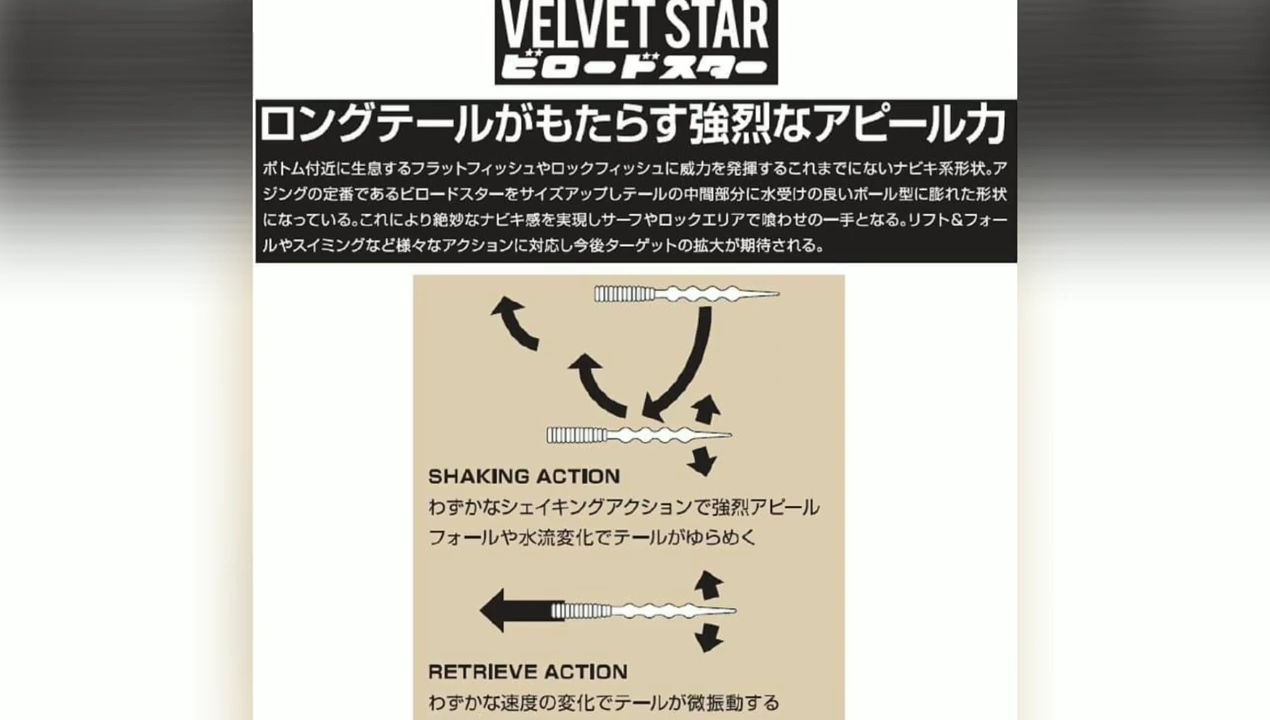 VELVET STAR
ビロードスター
ロングテールがもたらす強烈なアピール力
ボトム付近に生息するフラットフィッシュやロックフィッシュに威力を発揮するこれまでにないナビキ系形状。ア
ジングの定番であるビロードスターをサイズアップしテールの中間部分に水受けの良いボール型に膨れた形状
になっている。これにより絶妙なナビキ感を実現しサーフやロックエリアで喰わせの一手となる。リフト&フォー
ルやスイミングなど様々なアクションに対応し今後ターゲットの拡大が期待される。
SHAKING ACTION
わずかなシェイキングアクションで強烈アピール
フォールや水流変化でテールがゆらめく
RETRIEVE ACTION
わずかな速度の変化でテールが微振動する